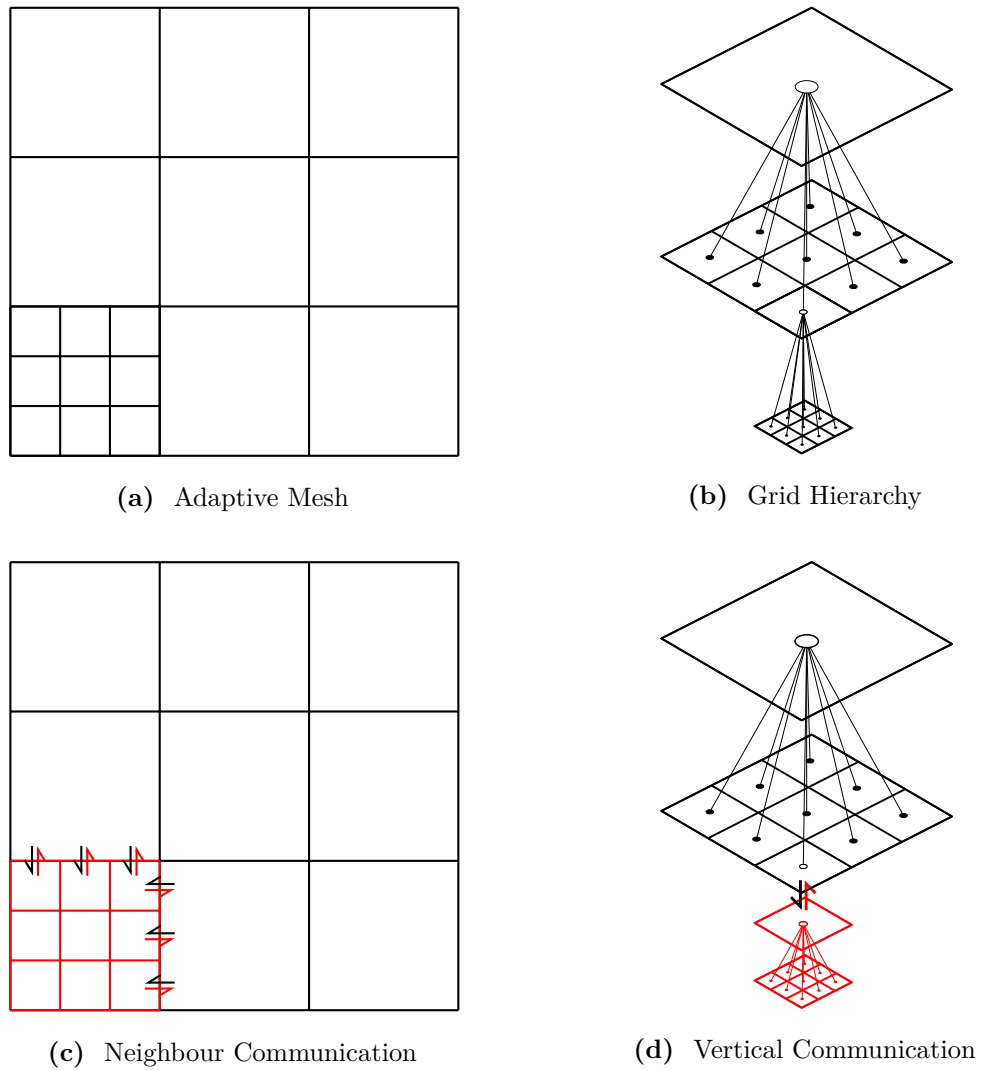 (a) Adaptive Mesh
(b) Grid Hierarchy
(c) Neighbour Communication
(d) Vertical Communication